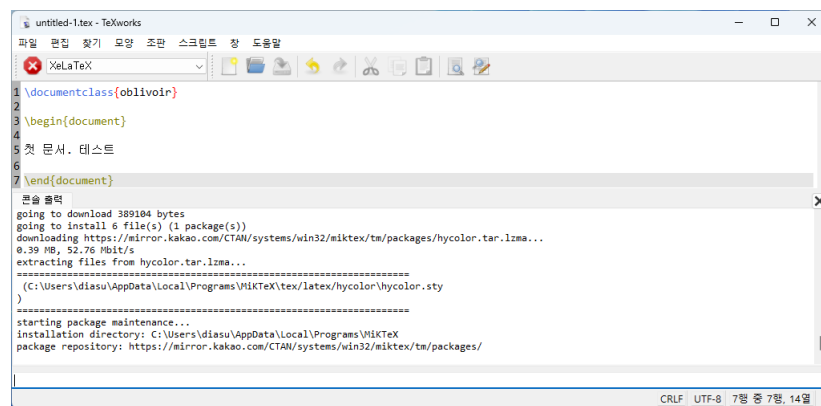 untitled-1.tex - TeXworks
파일 편집 찾기 모양 조판 스크립트 창 도움말
XeLaTeX
1 \documentclass{oblivoir}
2
3 \begin{document}
4
5 첫 문서. 테스트
6
7 \end{document}
콘솔 출력
going to download 389104 bytes
going to install 6 file(s) (1 package(s))
downloading https://mirror.kakao.com/CTAN/systems/win32/miktex/tm/packages/hycolor.tar.lzma...
0.39 MB, 52.76 Mbit/s
extracting files from hycolor.tar.lzma...
======================================================================
(C:\Users\diasu\AppData\Local\Programs\MiKTeX\tex/latex/hycolor\hycolor.sty
)
======================================================================
starting package maintenance...
installation directory: C:\Users\diasu\AppData\Local\Programs\MiKTeX
package repository: https://mirror.kakao.com/CTAN/systems/win32/miktex/tm/packages/
CRLF UTF-8 7행 중 7행, 14열